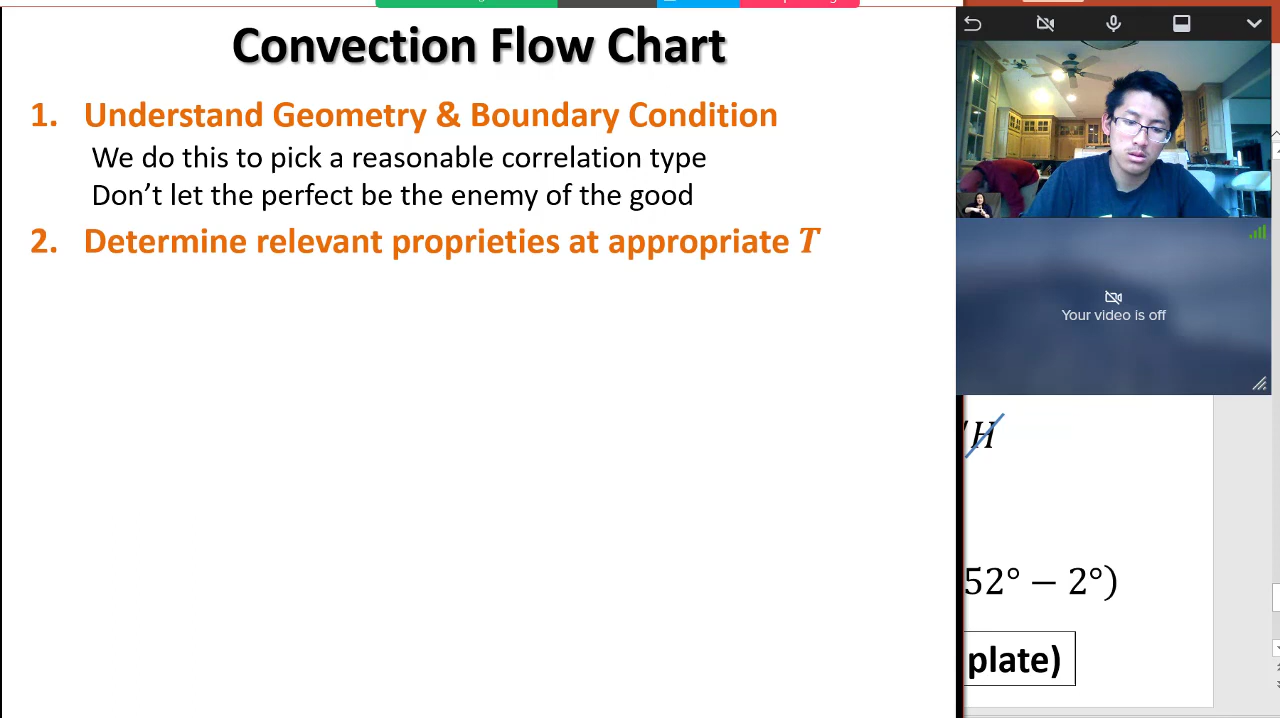 Convection Flow Chart
1. Understand Geometry & Boundary Condition
We do this to pick a reasonable correlation type
Don’t let the perfect be the enemy of the good
2. Determine relevant proprieties at appropriate T
Your video is off
H
52° − 2°)
plate)